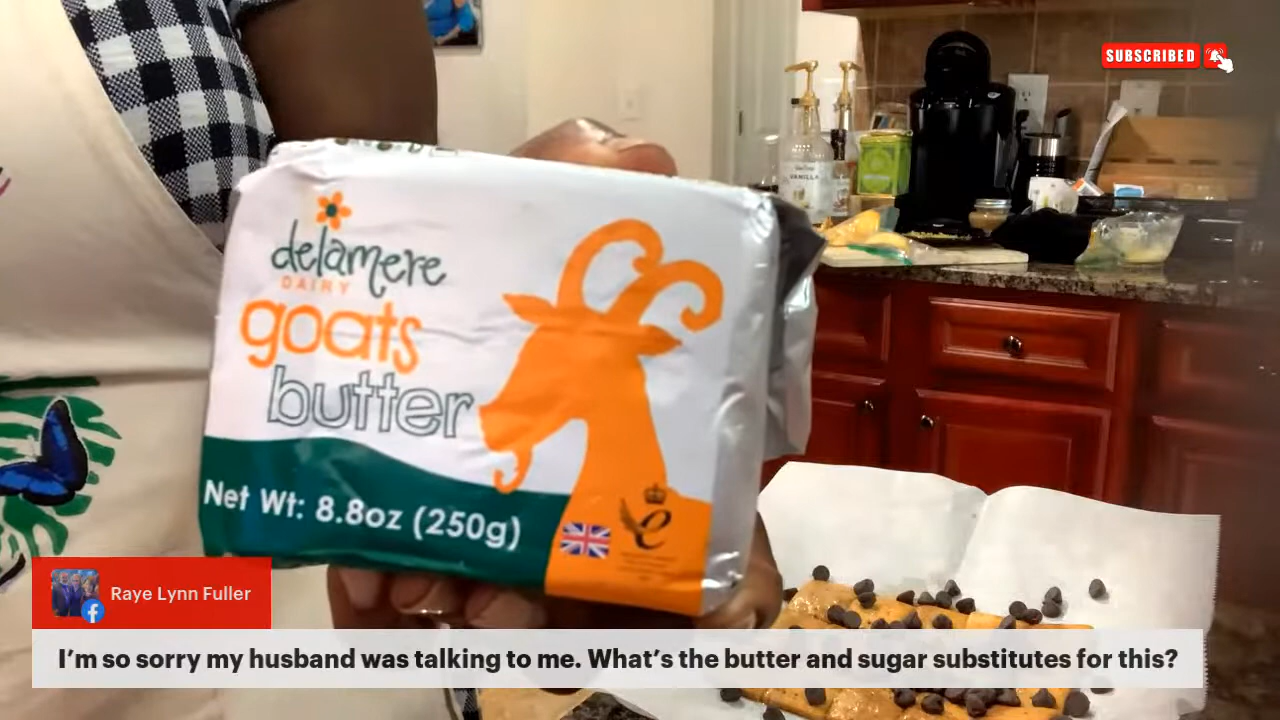 SUBSCRIBED
delamere
DAIRY
goats
butter
Net Wt: 8.8oz (250g)
VANILLA
Raye Lynn Fuller
I'm so sorry my husband was talking to me. What's the butter and sugar substitutes for this?